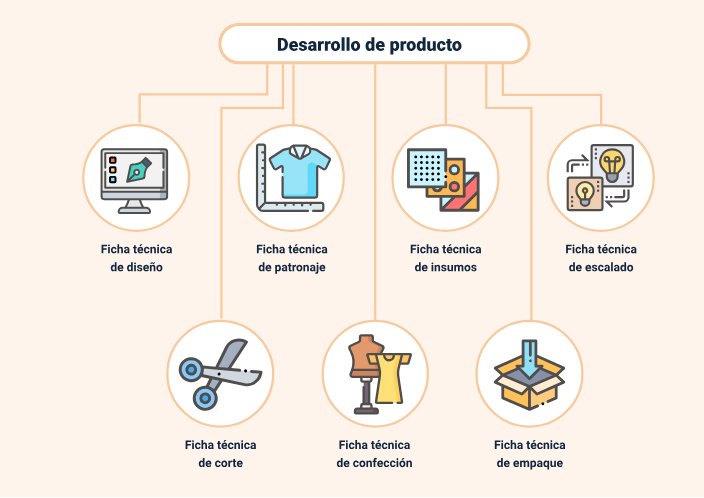 Desarrollo de producto
Ficha técnica
de diseño
Ficha técnica
de patronaje
Ficha técnica
de insumos
Ficha técnica
de escalado
Ficha técnica
de corte
Ficha técnica
de confección
Ficha técnica
de empaque